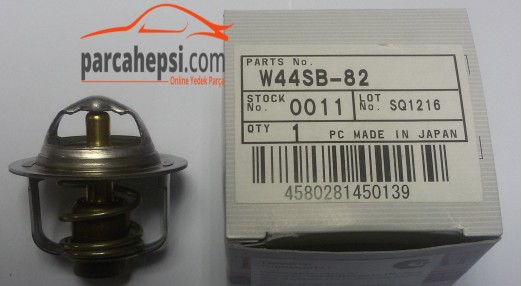 parcahepsi.com
Online Yedek Parça
PARTS No.
W44SB-82
STOCK No. 0011 LOT No. SQ1216
QTY 1 PC MADE IN JAPAN
4580281450139